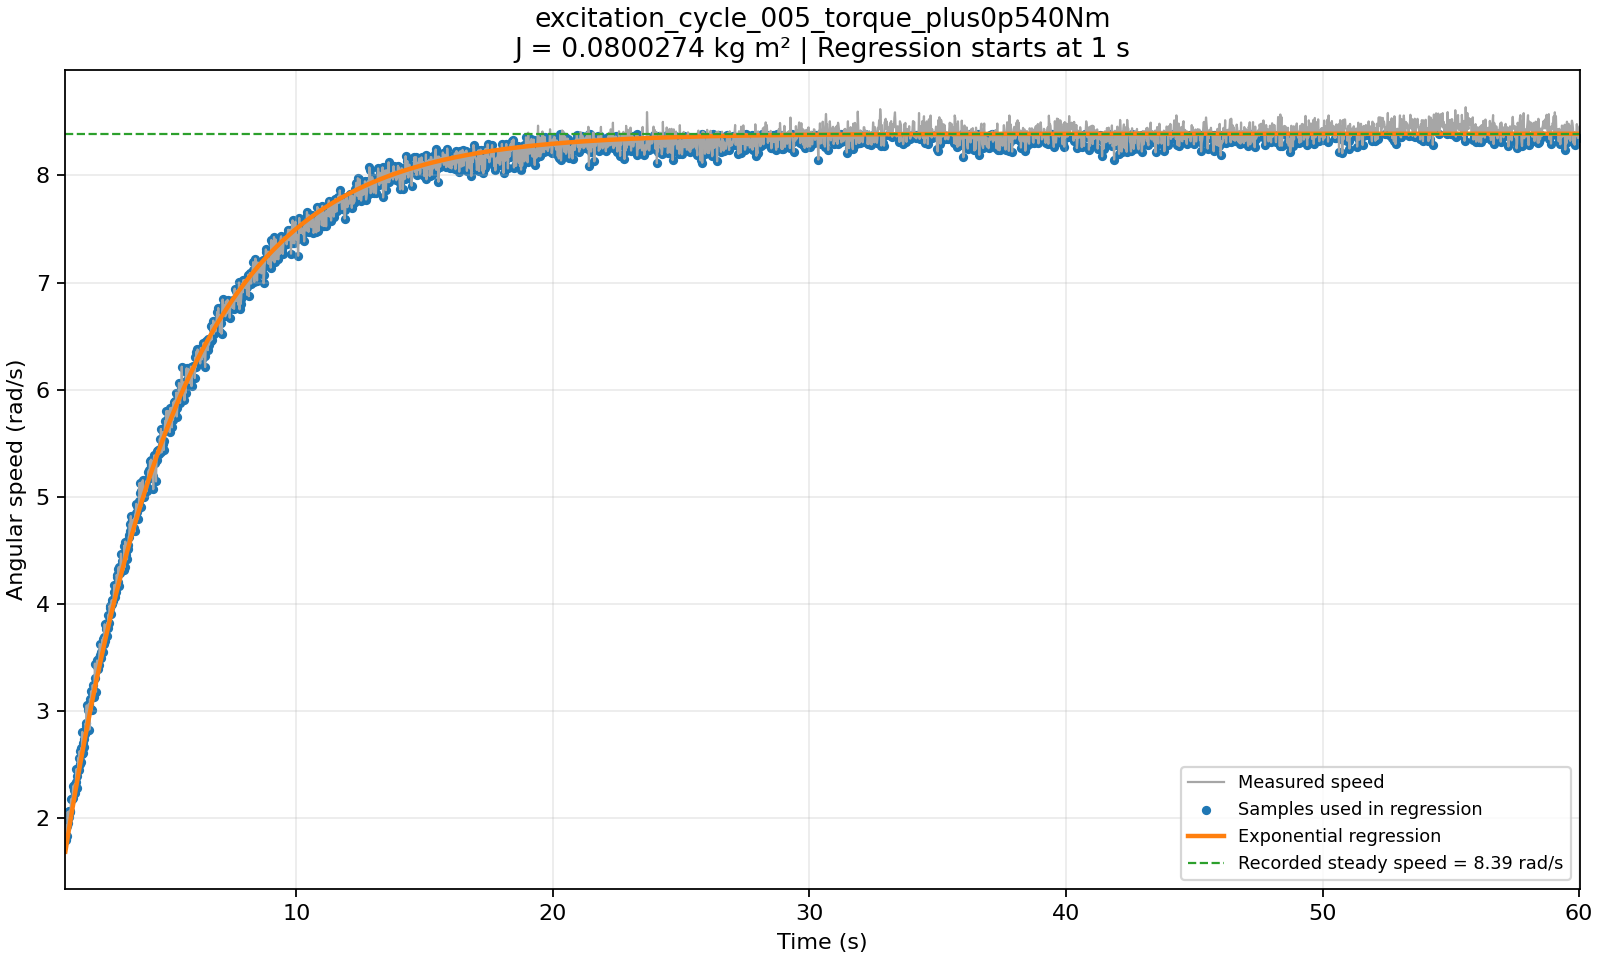 excitation_cycle_005_torque_plus0p540Nm
J = 0.0800274 kg m² | Regression starts at 1 s
Angular speed (rad/s)
8
7
6
5
4
3
2
Measured speed
Samples used in regression
Exponential regression
Recorded steady speed = 8.39 rad/s
10 20 30 40 50 60
Time (s)